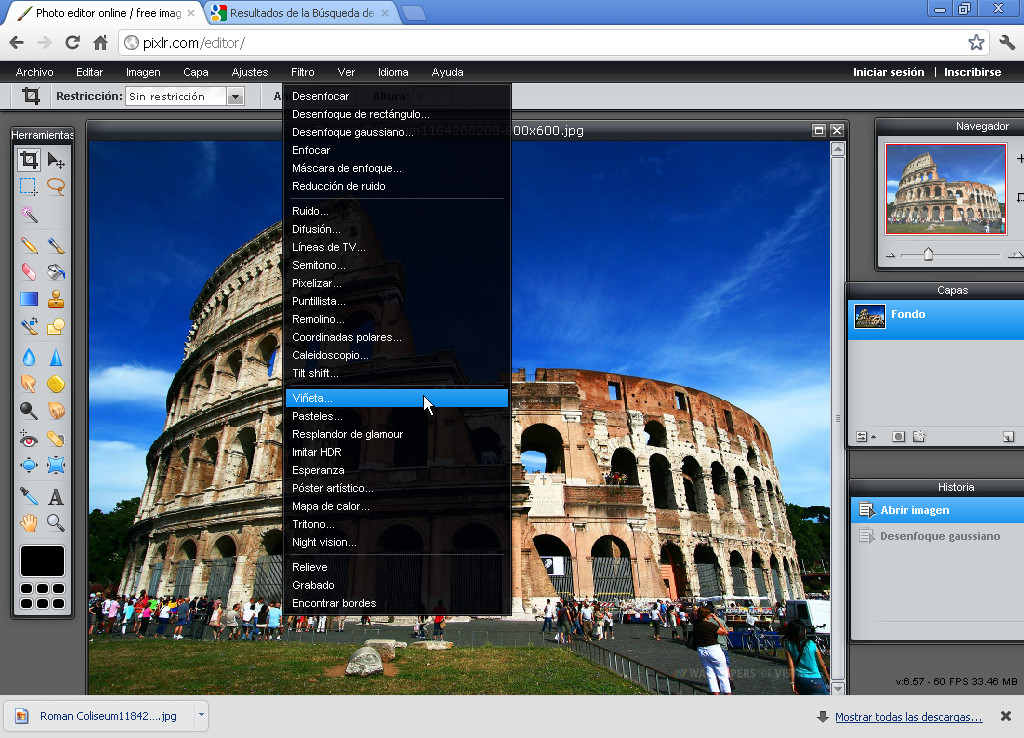 Photo editor online / free imag
Resultados de la Búsqueda de
pixlr.com/editor/
Archivo Editar Imagen Capa Ajustes Filtro Ver Idioma Ayuda Iniciar sesión | Inscribirse
Restricción: Sin restricción Altura: 0
Herramientas
1184268208-800x600.jpg
Desenfocar
Desenfoque de rectángulo...
Desenfoque gaussiano...
Enfocar
Máscara de enfoque...
Reducción de ruido
Ruido...
Difusión...
Líneas de TV...
Semitono...
Pixelizar...
Puntillista...
Remolino...
Coordinadas polares...
Caleidoscopio...
Tilt shift...
Viñeta...
Pasteles...
Resplandor de glamour
Imitar HDR
Esperanza
Póster artístico...
Mapa de calor...
Tritono...
Night vision...
Relieve
Grabado
Encontrar bordes
Navegador
Capas
Fondo
Historia
Abrir imagen
Desenfoque gaussiano
v:6.57 - 60 FPS 33.46 MB
Roman Coliseum11842....jpg
Mostrar todas las descargas...